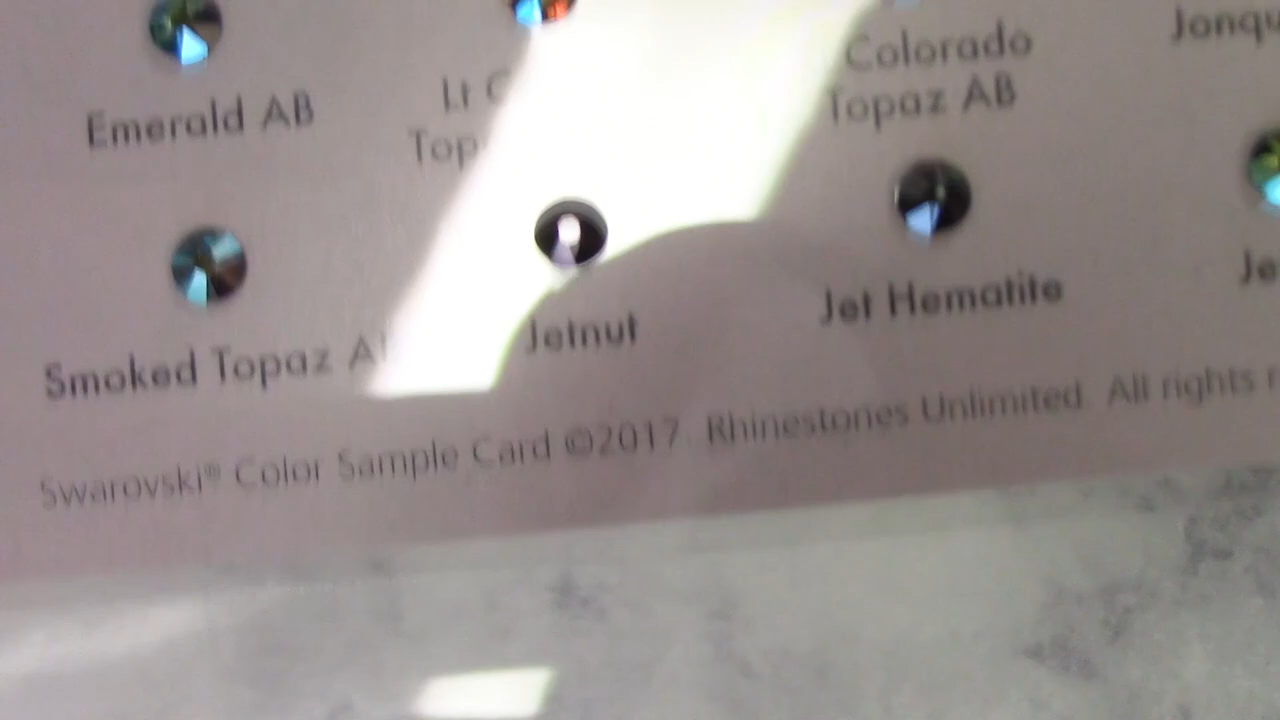 Emerald AB
Lt
Colorado
Topaz AB
Smoked Topaz
Jetnut
Jet Hematite
Swarovski® Color Sample Card ©2017 Rhinestones Unlimited. All rights